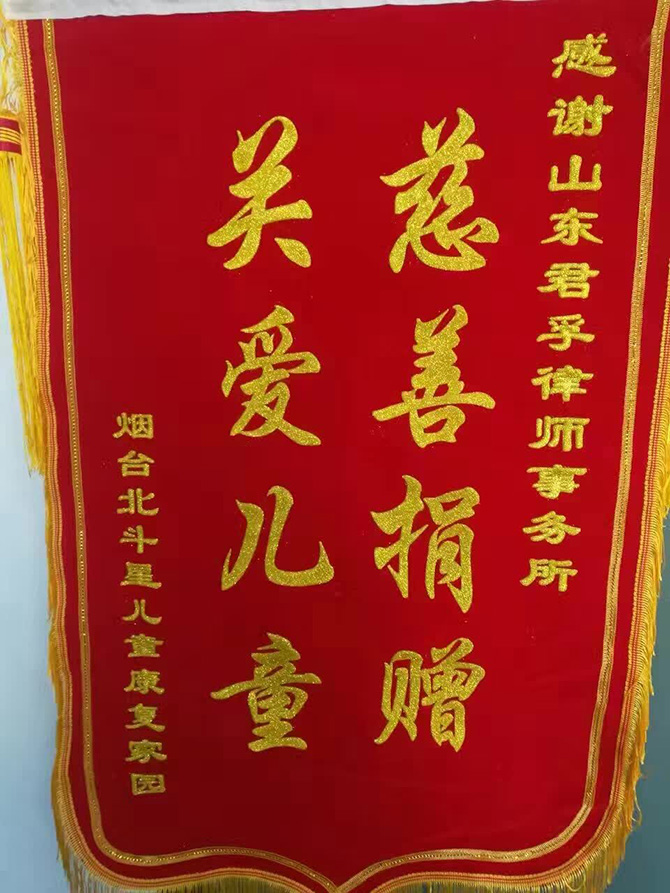 感谢山东君孚律师事务所
慈善捐赠
关爱儿童
烟台北斗星儿童康复家园